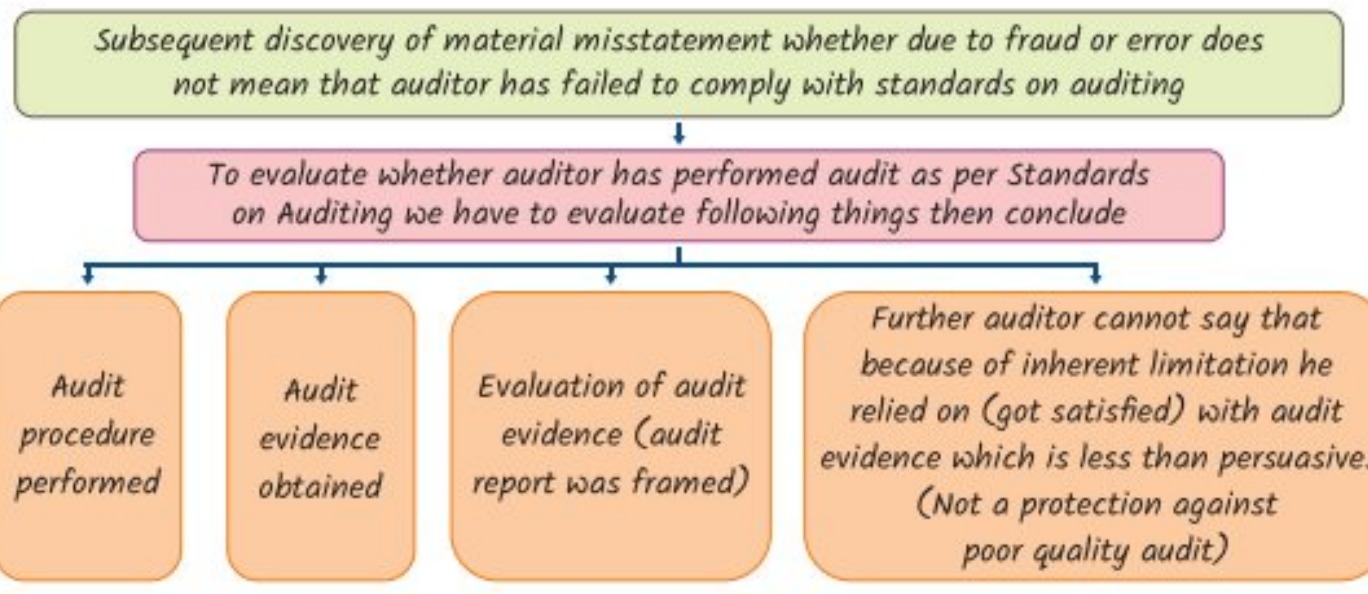 Subsequent discovery of material misstatement whether due to fraud or error does
not mean that auditor has failed to comply with standards on auditing
To evaluate whether auditor has performed audit as per Standards
on Auditing we have to evaluate following things then conclude
Audit
procedure
performed
Audit
evidence
obtained
Evaluation of audit
evidence (audit
report was framed)
Further auditor cannot say that
because of inherent limitation he
relied on (got satisfied) with audit
evidence which is less than persuasive.
(Not a protection against
poor quality audit)